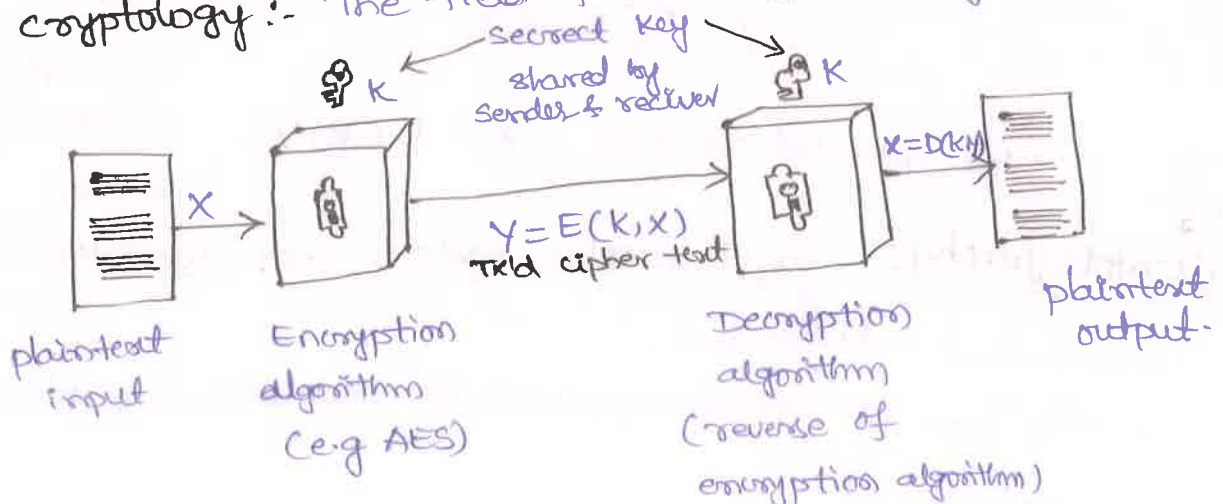 cryptology :- The
secrect key
shared by
sender & reciver
K
K
X
Y = E(K, X)
TX'd cipher text
plaintext
input
Encryption
algorithm
(e.g AES)
Decryption
algorithm
(reverse of
encryption algorithm)
plaintext
output.